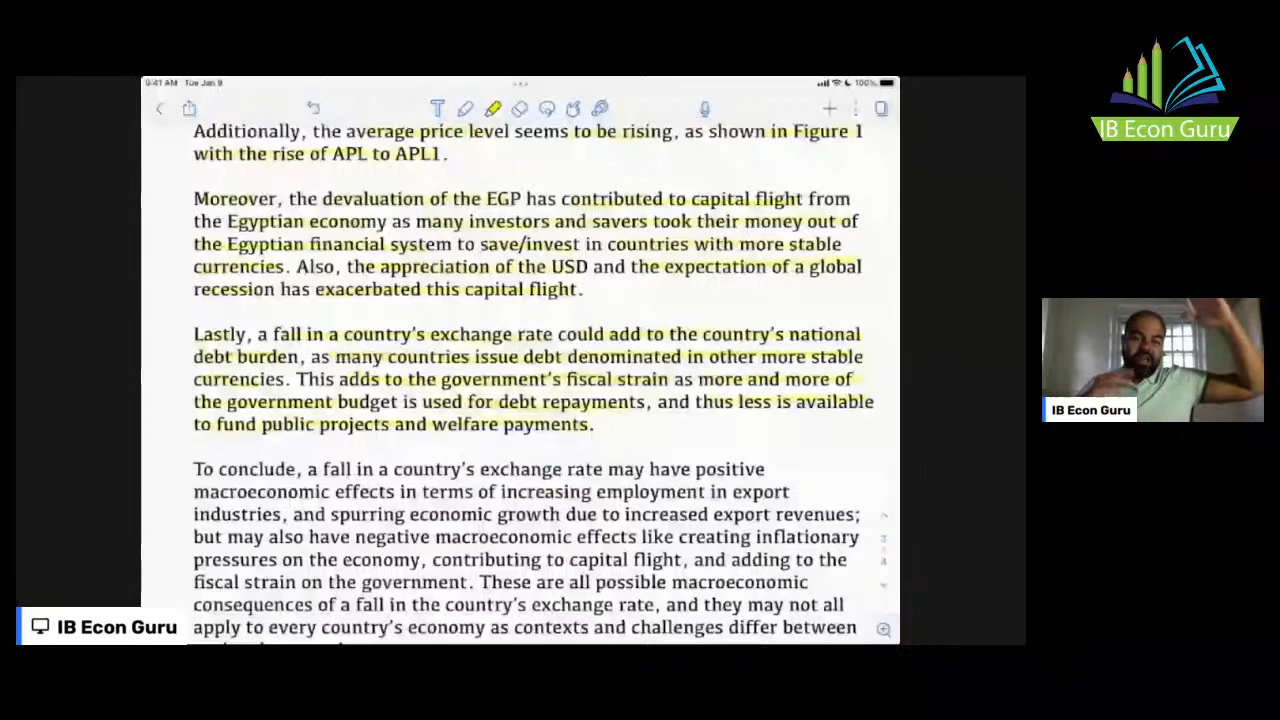 9:41 AM Tue Jan 9
100%
Additionally, the average price level seems to be rising, as shown in Figure 1
with the rise of APL to APL1.
Moreover, the devaluation of the EGP has contributed to capital flight from
the Egyptian economy as many investors and savers took their money out of
the Egyptian financial system to save/invest in countries with more stable
currencies. Also, the appreciation of the USD and the expectation of a global
recession has exacerbated this capital flight.
Lastly, a fall in a country's exchange rate could add to the country's national
debt burden, as many countries issue debt denominated in other more stable
currencies. This adds to the government's fiscal strain as more and more of
the government budget is used for debt repayments, and thus less is available
to fund public projects and welfare payments.
To conclude, a fall in a country's exchange rate may have positive
macroeconomic effects in terms of increasing employment in export
industries, and spurring economic growth due to increased export revenues;
but may also have negative macroeconomic effects like creating inflationary
pressures on the economy, contributing to capital flight, and adding to the
fiscal strain on the government. These are all possible macroeconomic
consequences of a fall in the country's exchange rate, and they may not all
apply to every country's economy as contexts and challenges differ between
IB Econ Guru
IB Econ Guru
IB Econ Guru